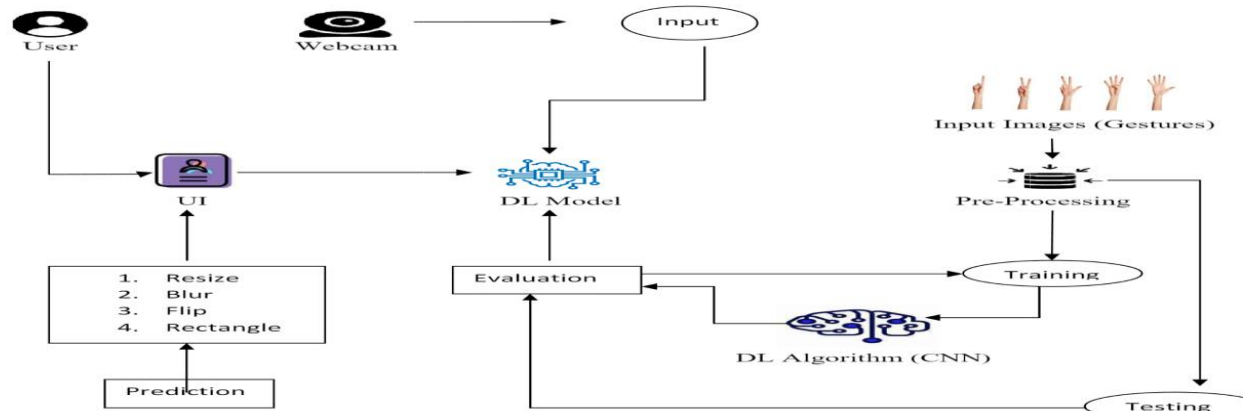 User
Webcam
Input
Input Images (Gestures)
UI
DL Model
Pre-Processing
1. Resize
2. Blur
3. Flip
4. Rectangle
Evaluation
Training
DL Algorithm (CNN)
Prediction
Testing